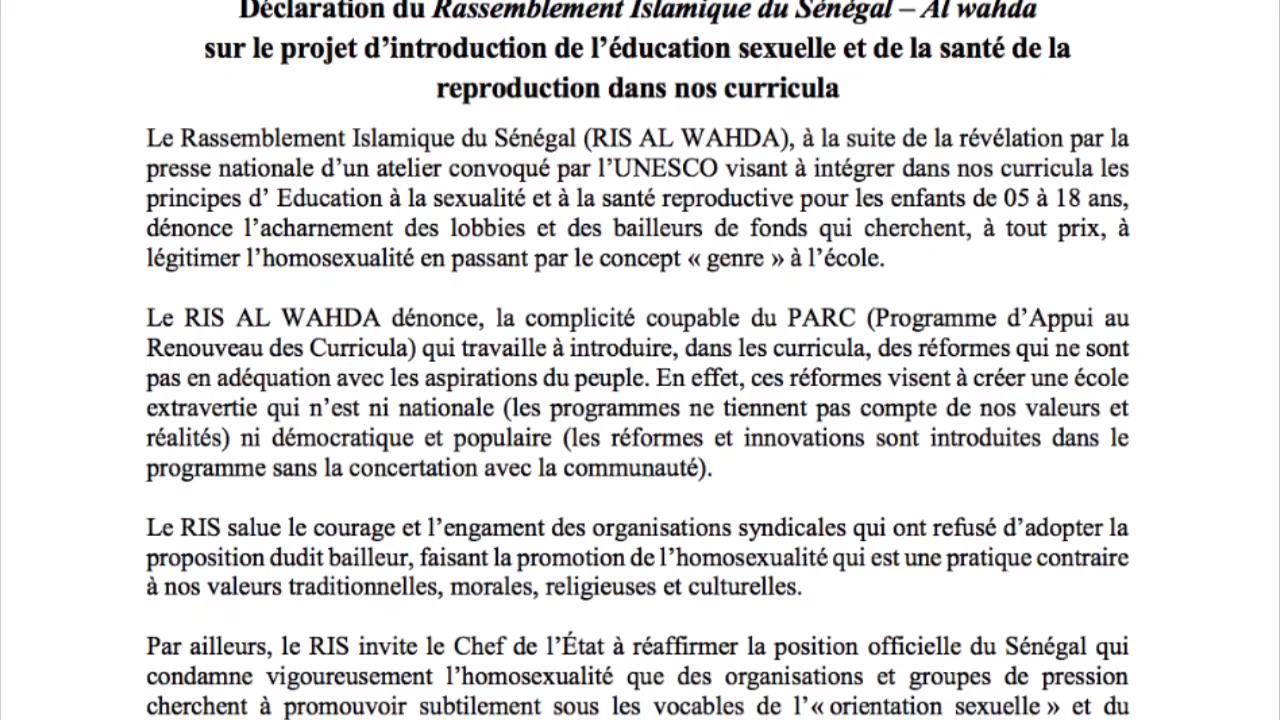 Déclaration du Rassemblement Islamique du Sénégal – Al wahda
sur le projet d’introduction de l’éducation sexuelle et de la santé de la
reproduction dans nos curricula
Le Rassemblement Islamique du Sénégal (RIS AL WAHDA), à la suite de la révélation par la
presse nationale d’un atelier convoqué par l’UNESCO visant à intégrer dans nos curricula les
principes d’ Education à la sexualité et à la santé reproductive pour les enfants de 05 à 18 ans,
dénonce l’acharnement des lobbies et des bailleurs de fonds qui cherchent, à tout prix, à
légitimer l’homosexualité en passant par le concept « genre » à l’école.
Le RIS AL WAHDA dénonce, la complicité coupable du PARC (Programme d’Appui au
Renouveau des Curricula) qui travaille à introduire, dans les curricula, des réformes qui ne sont
pas en adéquation avec les aspirations du peuple. En effet, ces réformes visent à créer une école
extravertie qui n’est ni nationale (les programmes ne tiennent pas compte de nos valeurs et
réalités) ni démocratique et populaire (les réformes et innovations sont introduites dans le
programme sans la concertation avec la communauté).
Le RIS salue le courage et l’engament des organisations syndicales qui ont refusé d’adopter la
proposition dudit bailleur, faisant la promotion de l’homosexualité qui est une pratique contraire
à nos valeurs traditionnelles, morales, religieuses et culturelles.
Par ailleurs, le RIS invite le Chef de l’État à réaffirmer la position officielle du Sénégal qui
condamne vigoureusement l’homosexualité que des organisations et groupes de pression
cherchent à promouvoir subtilement sous les vocables de l’« orientation sexuelle » et du